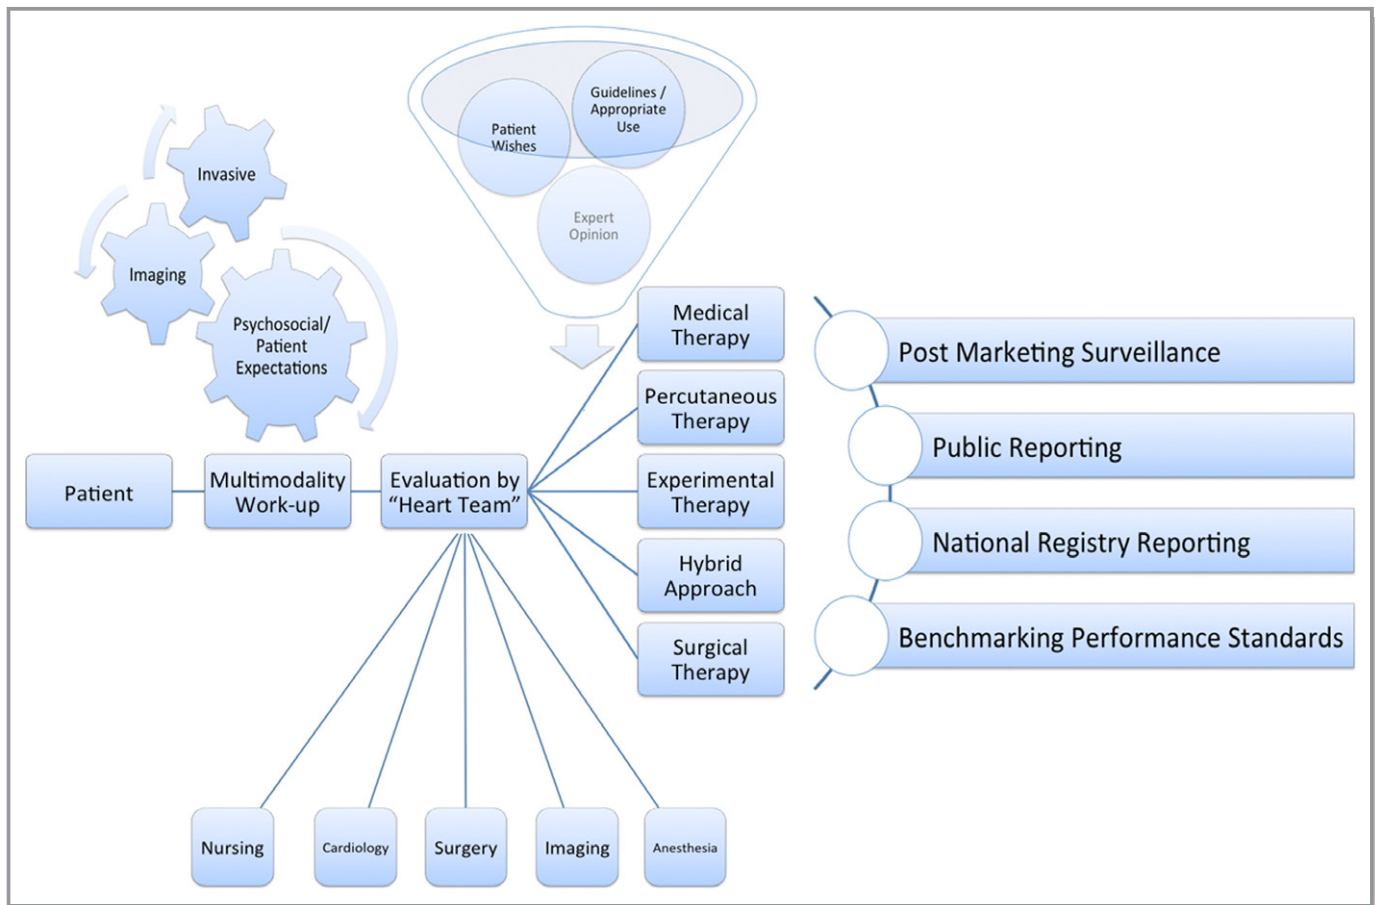 Invasive
Imaging
Psychosocial/
Patient
Expectations
Patient
Wishes
Guidelines /
Appropriate
Use
Expert
Opinion
Patient
Multimodality
Work-up
Evaluation by
“Heart Team”
Medical
Therapy
Percutaneous
Therapy
Experimental
Therapy
Hybrid
Approach
Surgical
Therapy
Post Marketing Surveillance
Public Reporting
National Registry Reporting
Benchmarking Performance Standards
Nursing
Cardiology
Surgery
Imaging
Anesthesia